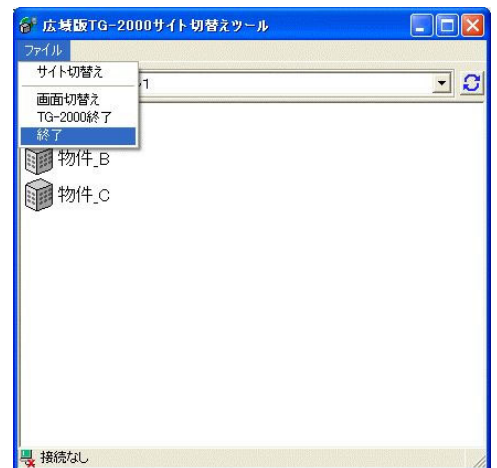 広域版TG-2000サイト切替えツール
ファイル
サイト切替え
画面切替え
TG-2000終了
終了
1
物件_B
物件_C
接続なし